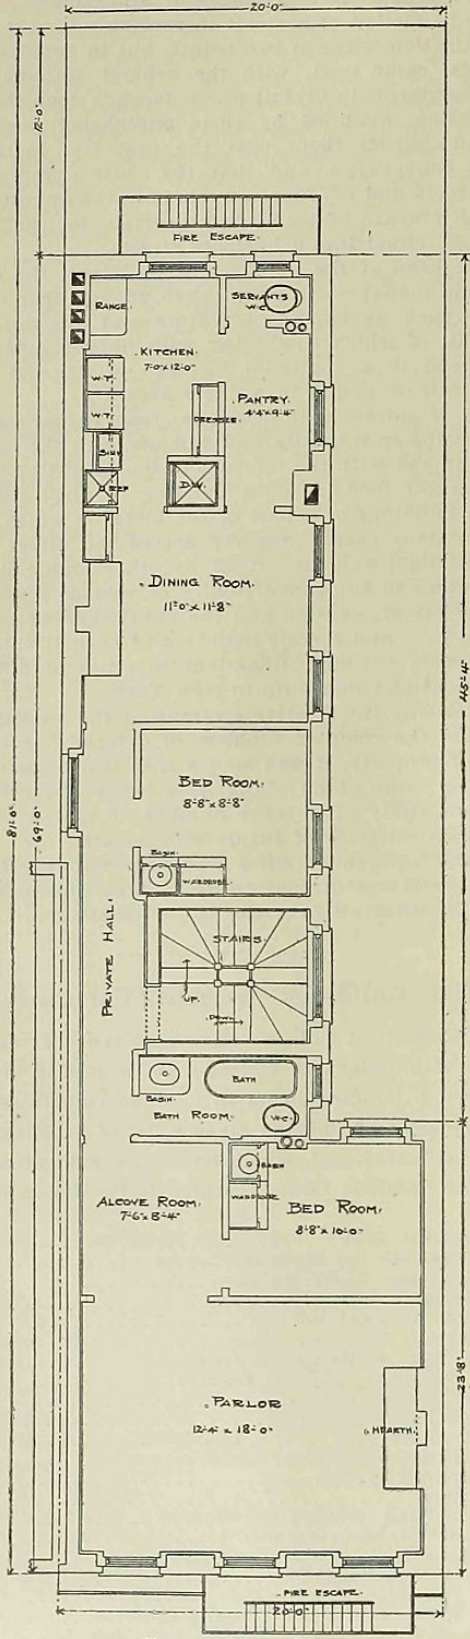 20'-0"
12'-0"
FIRE ESCAPE.
RANGE
SERVANTS
W.C.
KITCHEN.
7'-0" x 12'-0"
W.T.
W.T.
PANTRY.
4'-4" x 9'-4"
DRESSER.
SINK
REF
D.W.
DINING ROOM.
11'-0" x 11'-8"
45'-4"
81'-0"
69'-0"
BED ROOM.
8'-8" x 8'-8"
BASIN
WARDROBE
PRIVATE HALL.
STAIRS.
UP.
DOWN
BATH
BASIN.
BATH ROOM.
W.C.
BASIN
WARDROBE
ALCOVE ROOM.
7'-6" x 8'-4"
BED ROOM.
8'-8" x 10'-0"
23'-8"
PARLOR
12'-4" x 18'-0"
HEARTH.
FIRE ESCAPE.
20'-0"